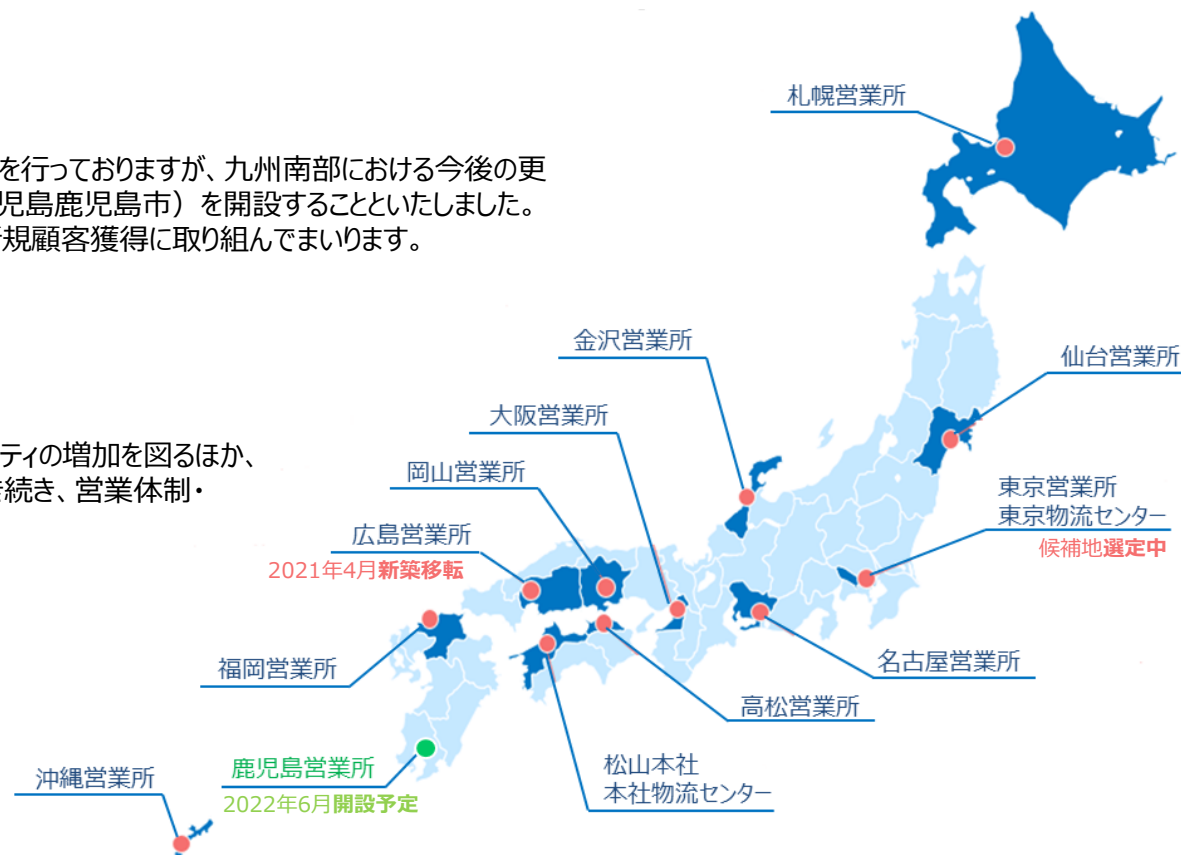 札幌営業所
を行っておりますが、九州南部における今後の更
児島鹿児島市）を開設することといたしました。
新規顧客獲得に取り組んでまいります。
金沢営業所
仙台営業所
大阪営業所
ティの増加を図るほか、
岡山営業所
き続き、営業体制・
東京営業所
東京物流センター
候補地選定中
広島営業所
2021年4月新築移転
福岡営業所
名古屋営業所
高松営業所
鹿児島営業所
2022年6月開設予定
松山本社
本社物流センター
沖縄営業所